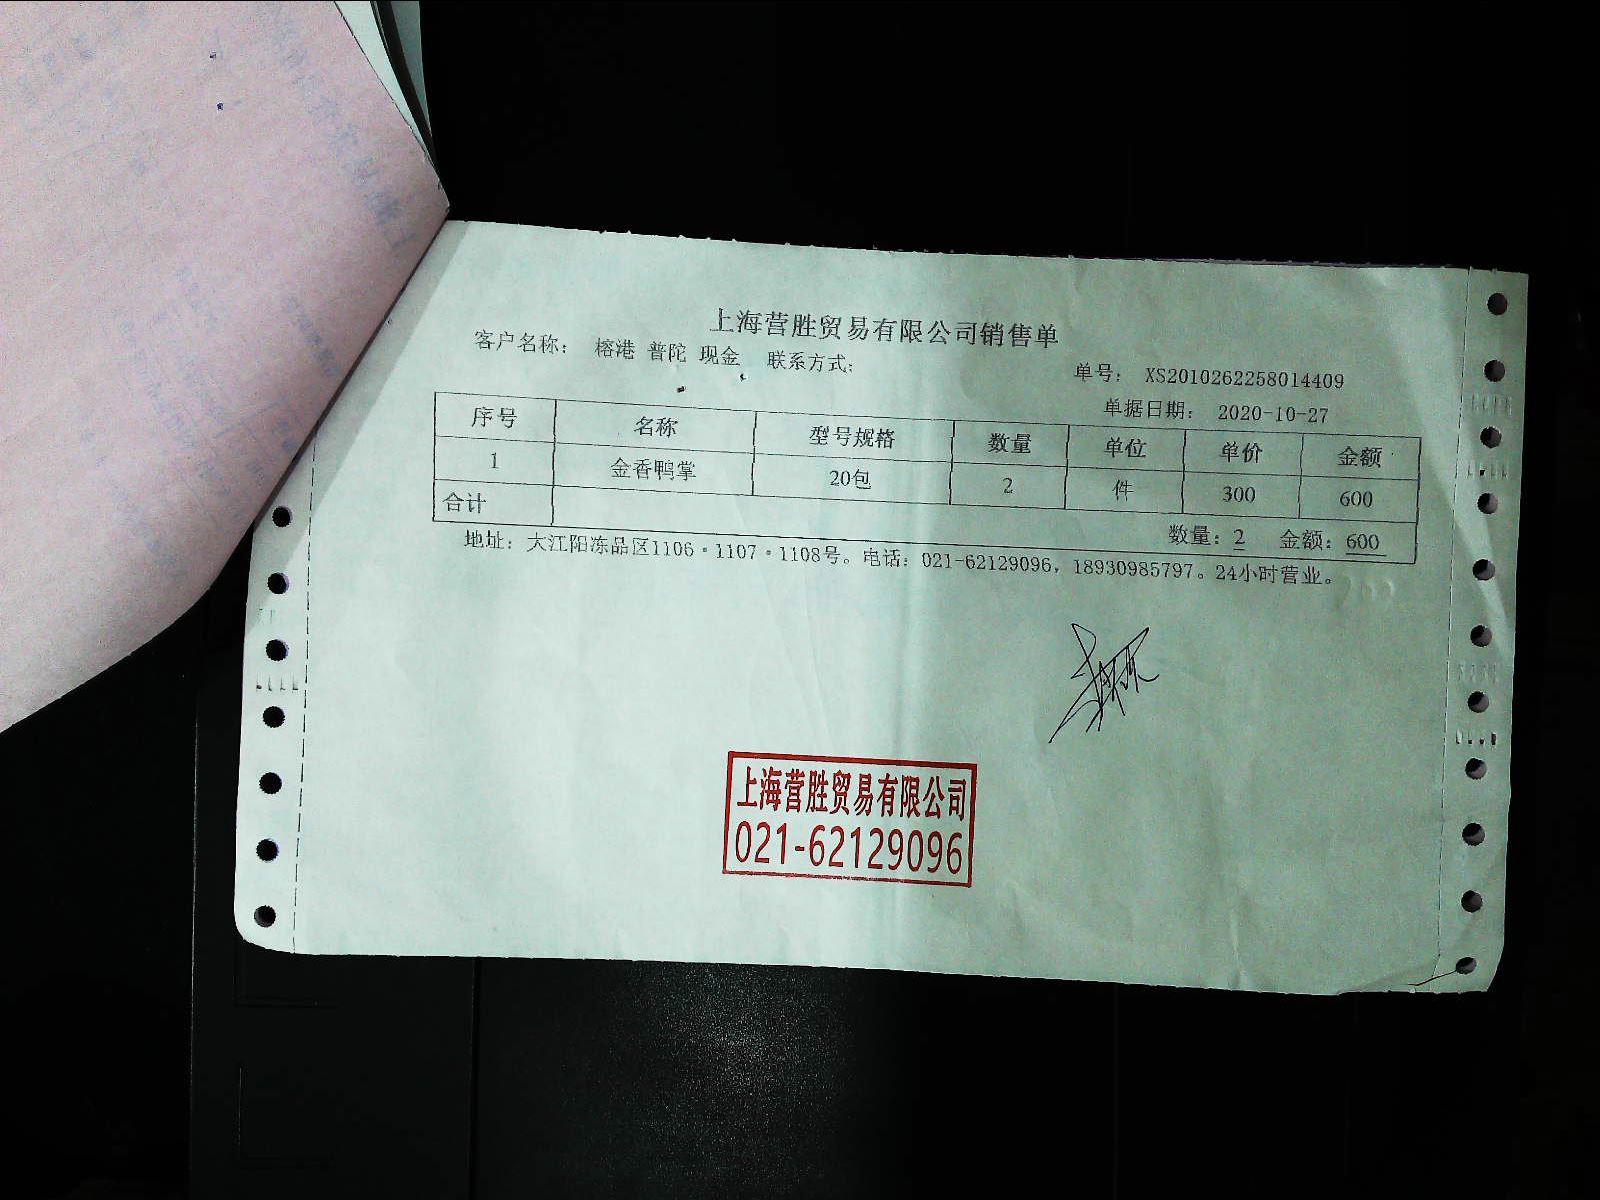 上海营胜贸易有限公司销售单
客户名称： 榕港 普陀 现金 联系方式:
单号： XS2010262258014409
单据日期： 2020-10-27
序号 名称 型号规格 数量 单位 单价 金额
1 金香鸭掌 20包 2 件 300 600
合计 数量：2 金额：600
地址：大江阳冻品区1106·1107·1108号。电话：021-62129096，18930985797。24小时营业。
上海营胜贸易有限公司
021-62129096